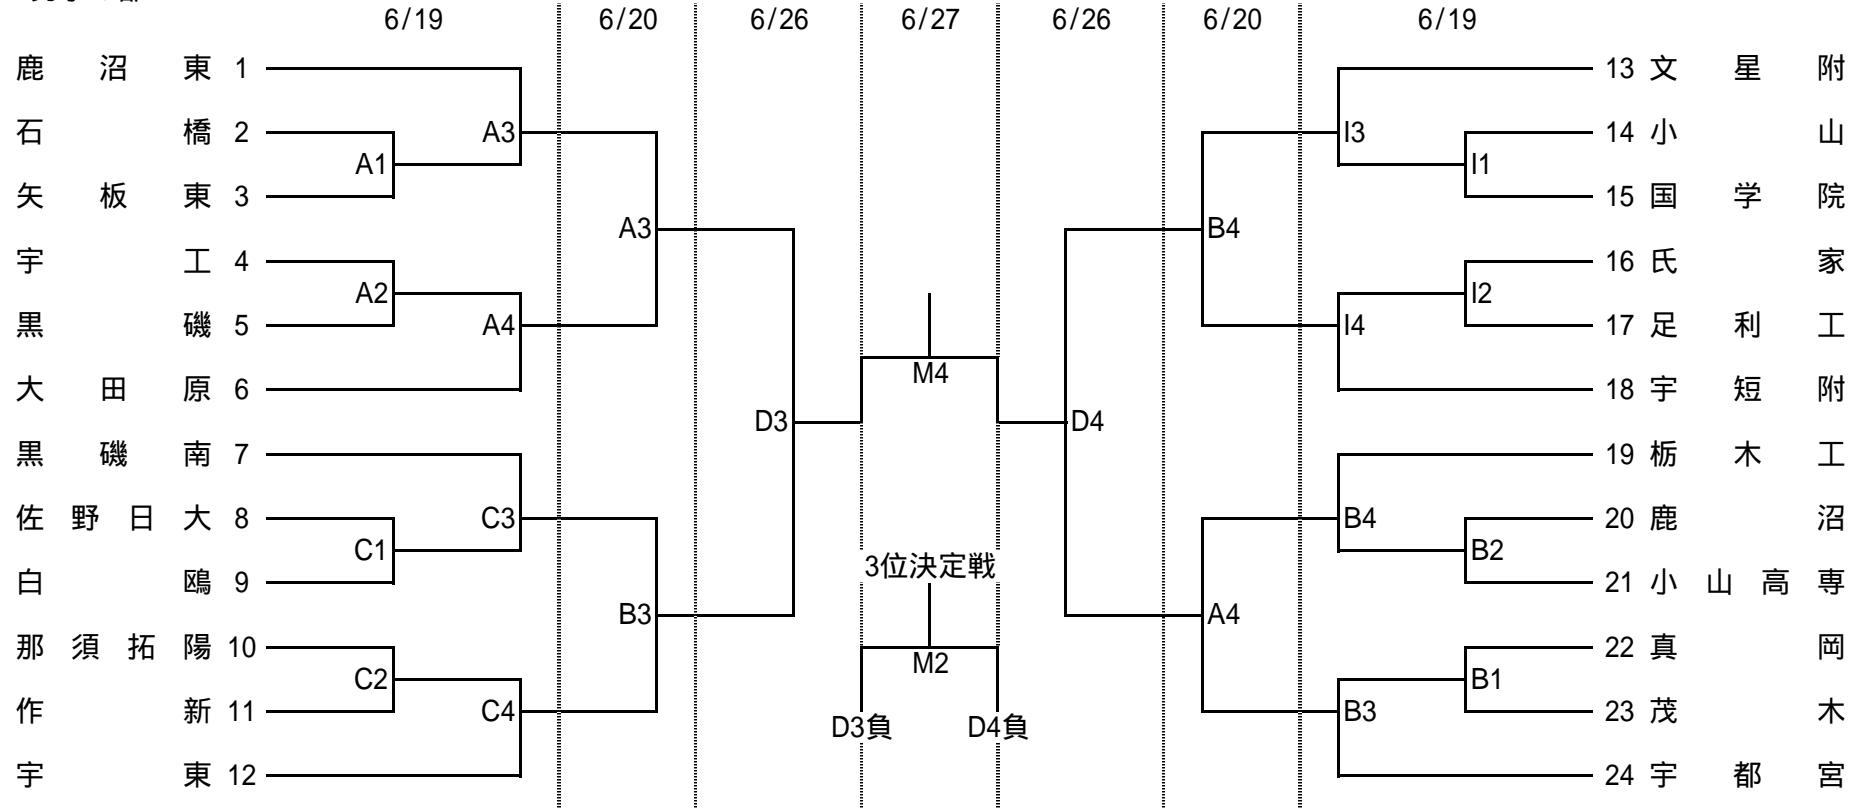 6/19 6/20 6/26 6/27 6/26 6/20 6/19
鹿沼東 1
石橋 2
矢板東 3
宇工 4
黒磯 5
大田原 6
黒磯南 7
佐野日大 8
白鴎 9
那須拓陽 10
作新 11
宇東 12
A1
A2
C1
C2
A3
A4
C3
C4
A3
B3
D3
M4
3位決定戦
M2
D3負 D4負
D4
B4
A4
I3
I4
B4
B3
I1
I2
B2
B1
13 文星附
14 小山
15 国学院
16 氏家
17 足利工
18 宇短附
19 栃木工
20 鹿沼
21 小山高専
22 真岡
23 茂木
24 宇都宮